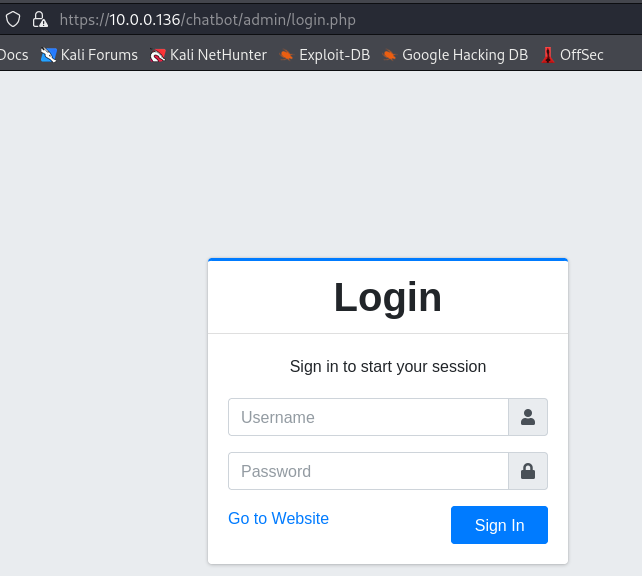 https://10.0.0.136/chatbot/admin/login.php
Docs Kali Forums Kali NetHunter Exploit-DB Google Hacking DB OffSec
Login
Sign in to start your session
Username
Password
Go to Website Sign In